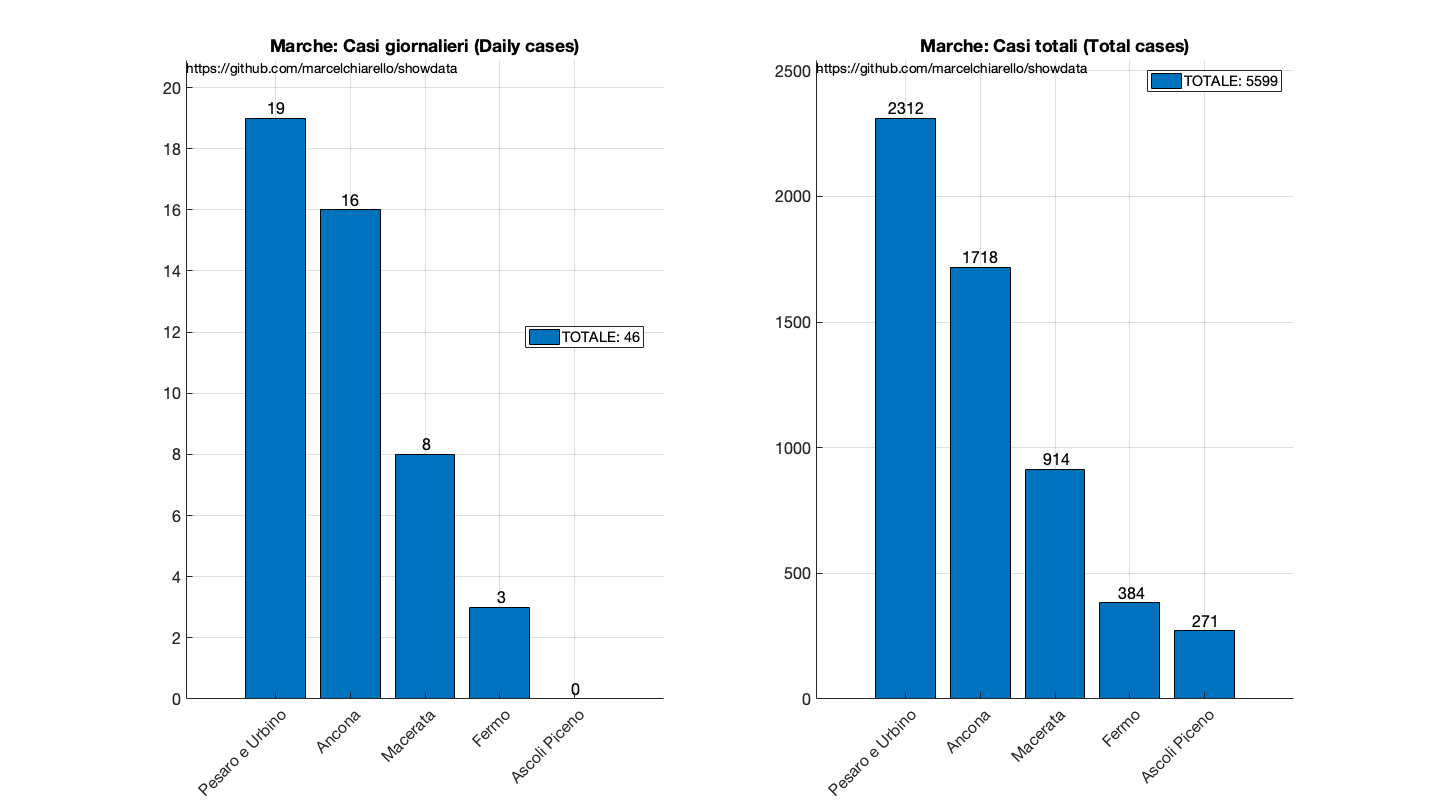 Marche: Casi giornalieri (Daily cases)
https://github.com/marcelchiarello/showdata
20
18
16
14
12
10
8
6
4
2
0
19
16
8
3
0
TOTALE: 46
Pesaro e Urbino
Ancona
Macerata
Fermo
Ascoli Piceno
Marche: Casi totali (Total cases)
https://github.com/marcelchiarello/showdata
TOTALE: 5599
2500
2000
1500
1000
500
0
2312
1718
914
384
271
Pesaro e Urbino
Ancona
Macerata
Fermo
Ascoli Piceno